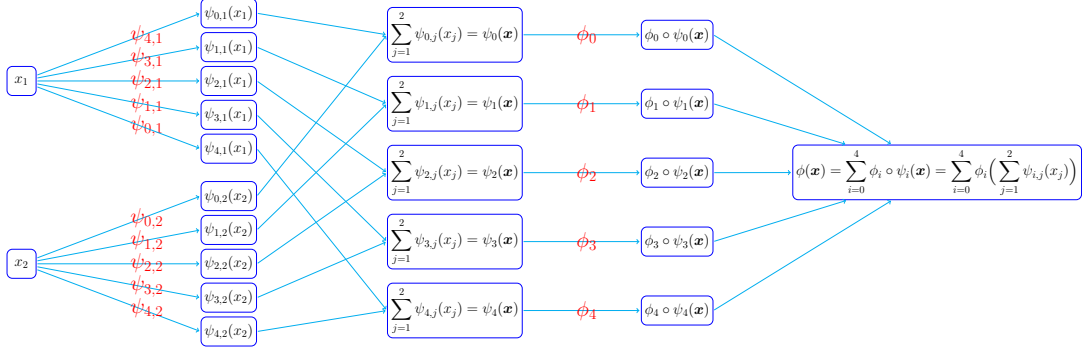 x_1
ψ_{4,1}
ψ_{3,1}
ψ_{2,1}
ψ_{1,1}
ψ_{0,1}
ψ_{0,1}(x_1)
ψ_{1,1}(x_1)
ψ_{2,1}(x_1)
ψ_{3,1}(x_1)
ψ_{4,1}(x_1)
x_2
ψ_{0,2}
ψ_{1,2}
ψ_{2,2}
ψ_{3,2}
ψ_{4,2}
ψ_{0,2}(x_2)
ψ_{1,2}(x_2)
ψ_{2,2}(x_2)
ψ_{3,2}(x_2)
ψ_{4,2}(x_2)
∑_{j=1}^{2} ψ_{0,j}(x_j) = ψ_0(𝒙)
∑_{j=1}^{2} ψ_{1,j}(x_j) = ψ_1(𝒙)
∑_{j=1}^{2} ψ_{2,j}(x_j) = ψ_2(𝒙)
∑_{j=1}^{2} ψ_{3,j}(x_j) = ψ_3(𝒙)
∑_{j=1}^{2} ψ_{4,j}(x_j) = ψ_4(𝒙)
ϕ_0
ϕ_1
ϕ_2
ϕ_3
ϕ_4
ϕ_0 ∘ ψ_0(𝒙)
ϕ_1 ∘ ψ_1(𝒙)
ϕ_2 ∘ ψ_2(𝒙)
ϕ_3 ∘ ψ_3(𝒙)
ϕ_4 ∘ ψ_4(𝒙)
ϕ(𝒙) = ∑_{i=0}^{4} ϕ_i ∘ ψ_i(𝒙) = ∑_{i=0}^{4} ϕ_i(∑_{j=1}^{2} ψ_{i,j}(x_j))